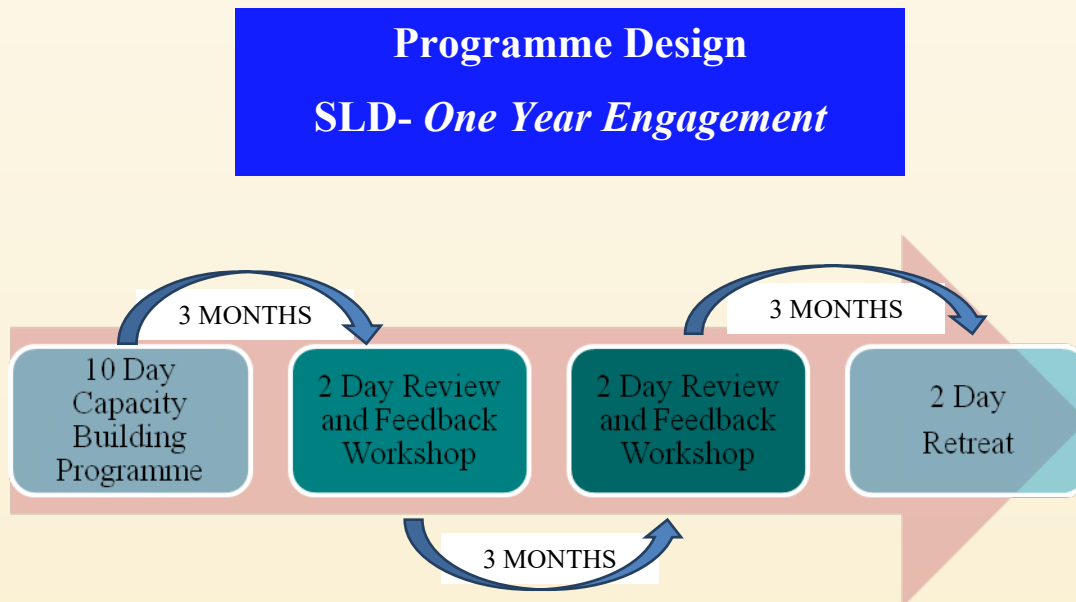 Programme Design
SLD- One Year Engagement
3 MONTHS
3 MONTHS
10 Day
Capacity
Building
Programme
2 Day Review
and Feedback
Workshop
2 Day Review
and Feedback
Workshop
2 Day
Retreat
3 MONTHS